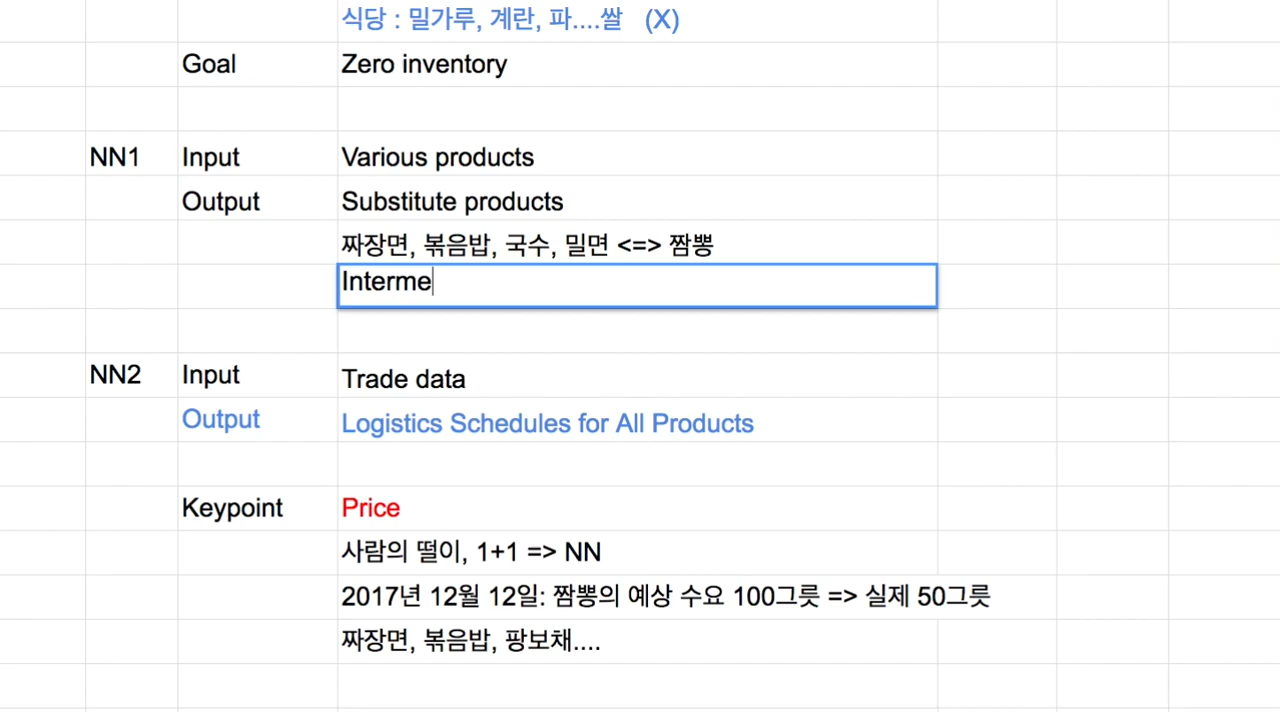 식당 : 밀가루, 계란, 파....쌀 (X)
Goal Zero inventory
NN1 Input Various products
Output Substitute products
짜장면, 볶음밥, 국수, 밀면 <=> 짬뽕
Interme
NN2 Input Trade data
Output Logistics Schedules for All Products
Keypoint Price
사람의 떨이, 1+1 => NN
2017년 12월 12일: 짬뽕의 예상 수요 100그릇 => 실제 50그릇
짜장면, 볶음밥, 팡보채....